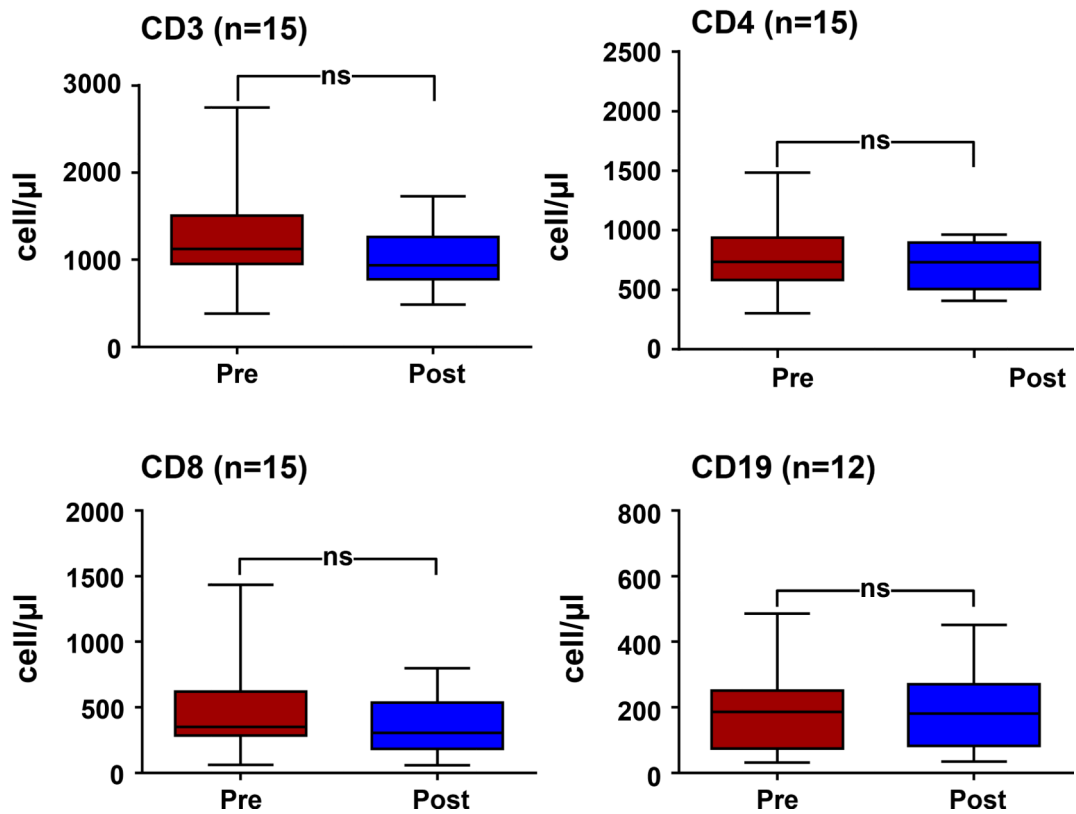 CD3 (n=15)
3000
2000
1000
0
cell/µl
ns
Pre
Post
CD4 (n=15)
2500
2000
1500
1000
500
0
ns
Pre
Post
CD8 (n=15)
2000
1500
1000
500
0
cell/µl
ns
Pre
Post
CD19 (n=12)
800
600
400
200
0
cell/µl
ns
Pre
Post